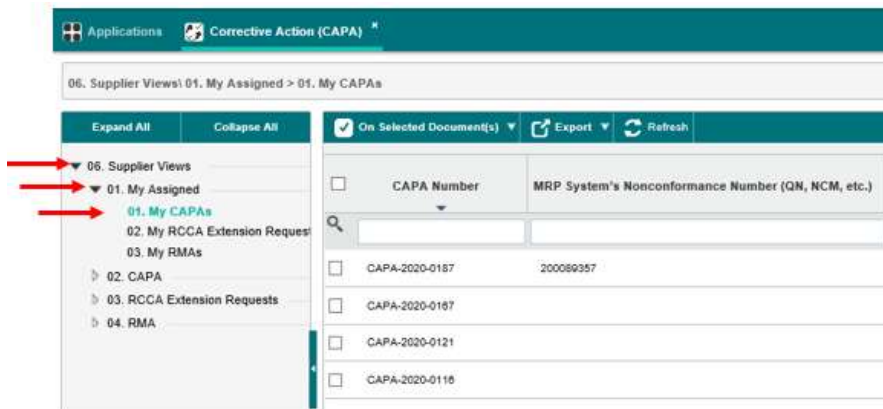 Applications Corrective Action (CAPA) ×
06. Supplier Views\ 01. My Assigned > 01. My CAPAs
Expand All Collapse All On Selected Document(s) Export Refresh
06. Supplier Views
01. My Assigned
01. My CAPAs
02. My RCCA Extension Request
03. My RMAs
02. CAPA
03. RCCA Extension Requests
04. RMA
CAPA Number MRP System's Nonconformance Number (QN, NCM, etc.)
CAPA-2020-0187 200089357
CAPA-2020-0167
CAPA-2020-0121
CAPA-2020-0116